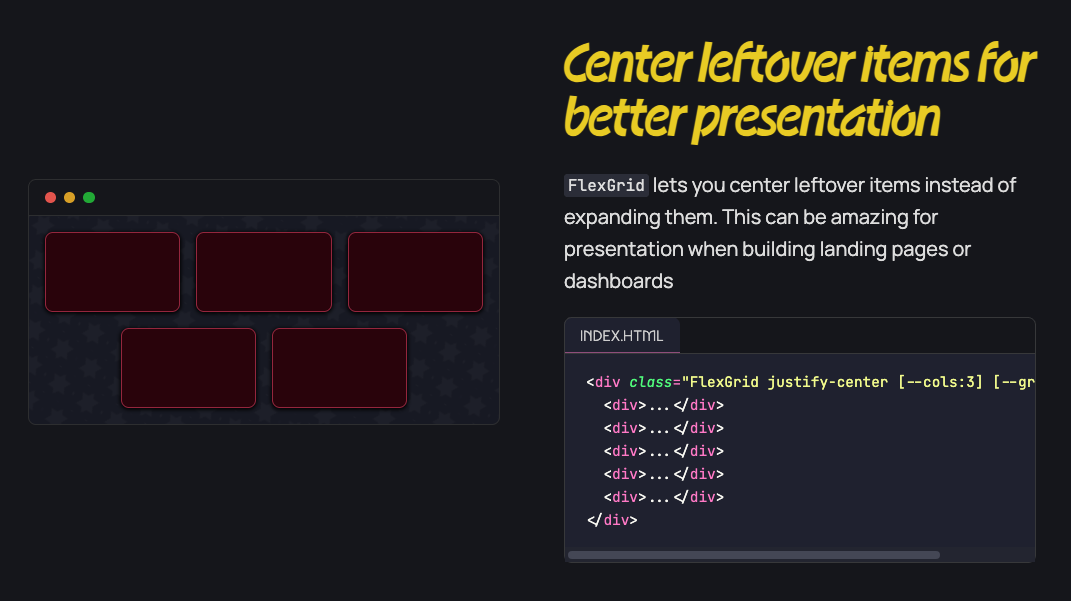 Center leftover items for
better presentation
FlexGrid lets you center leftover items instead of
expanding them. This can be amazing for
presentation when building landing pages or
dashboards
INDEX.HTML
<div class="FlexGrid justify-center [--cols:3] [--gr
<div>...</div>
<div>...</div>
<div>...</div>
<div>...</div>
<div>...</div>
</div>